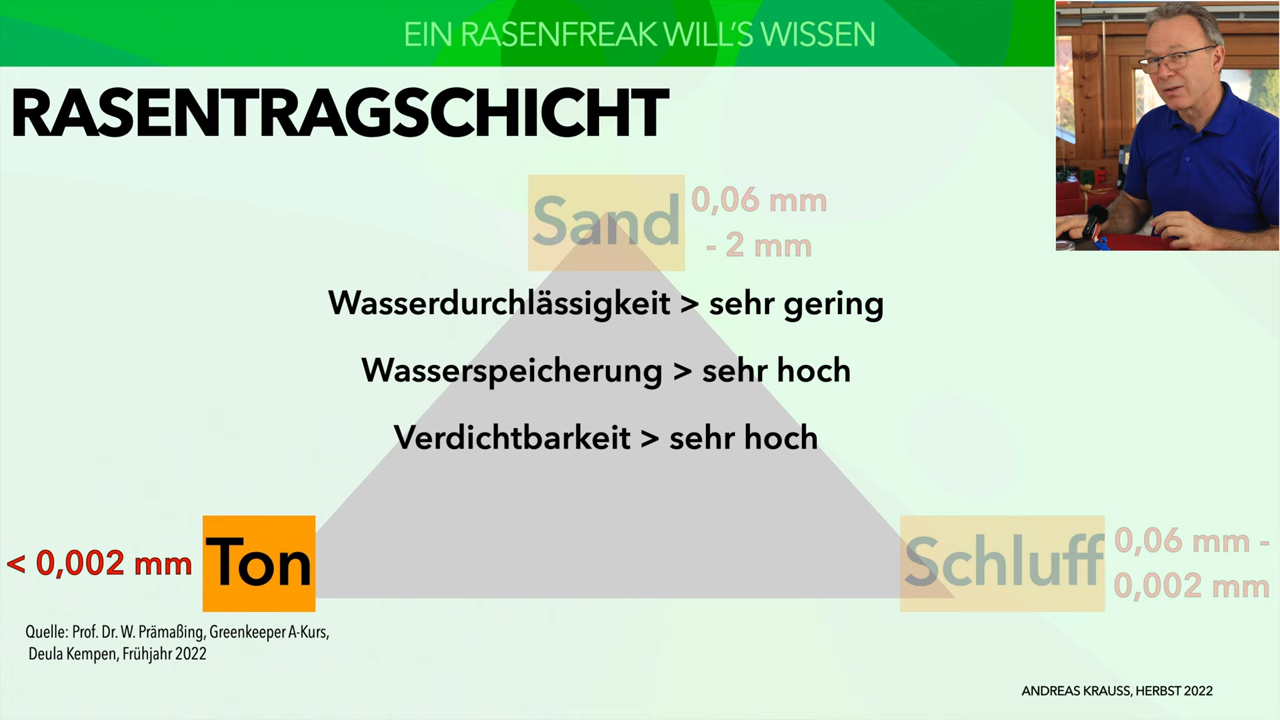 EIN RASENFREAK WILL'S WISSEN
RASENTRAGSCHICHT
Sand
0,06 mm
- 2 mm
Wasserdurchlässigkeit > sehr gering
Wasserspeicherung > sehr hoch
Verdichtbarkeit > sehr hoch
< 0,002 mm
Ton
Schluff
0,06 mm -
0,002 mm
Quelle: Prof. Dr. W. Prämaßing, Greenkeeper A-Kurs,
Deula Kempen, Frühjahr 2022
ANDREAS KRAUSS, HERBST 2022